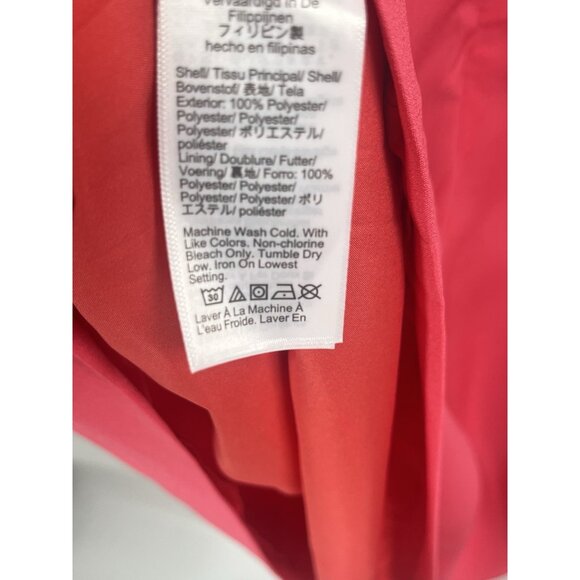 Vervaardigd in De
Filippijnen
フィリピン製
hecho en filipinas
Shell/ Tissu Principal/ Shell/
Bovenstof/ 表地/ Tela
Exterior: 100% Polyester/
Polyester/ Polyester/
Polyester/ ポリエステル/
poliéster
Lining/ Doublure/ Futter/
Voering/ 裏地/ Forro: 100%
Polyester/ Polyester/
Polyester/ Polyester/ ポリ
エステル/ poliéster
Machine Wash Cold. With
Like Colors. Non-chlorine
Bleach Only. Tumble Dry
Low. Iron On Lowest
Setting.
30
Laver À La Machine À
L'eau Froide. Laver En